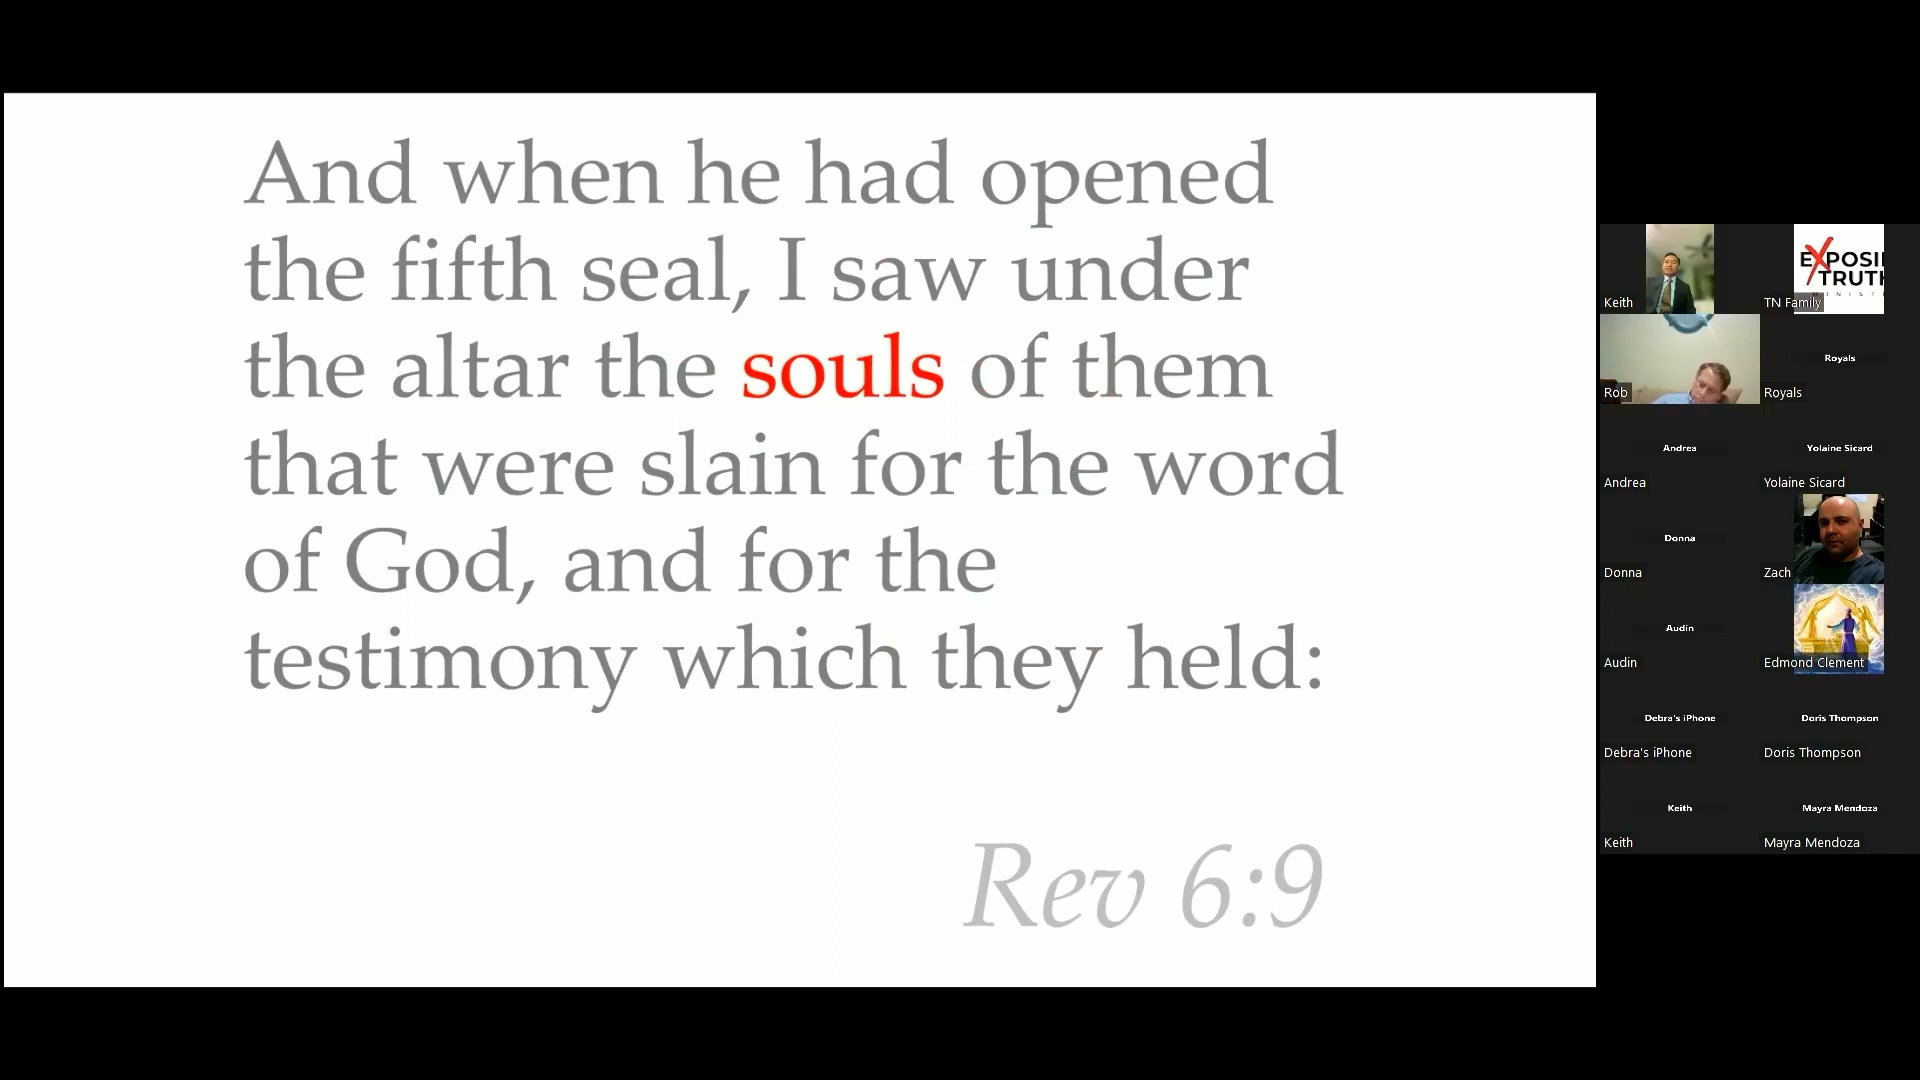 And when he had opened
the fifth seal, I saw under
the altar the souls of them
that were slain for the word
of God, and for the
testimony which they held:
Rev 6:9
Keith
EXPOSI
TRUTH
TN Family
Rob
Royals
Royals
Andrea
Andrea
Yolaine Sicard
Yolaine Sicard
Donna
Donna
Zach
Audin
Audin
Edmond Clement
Debra's iPhone
Debra's iPhone
Doris Thompson
Doris Thompson
Keith
Keith
Mayra Mendoza
Mayra Mendoza